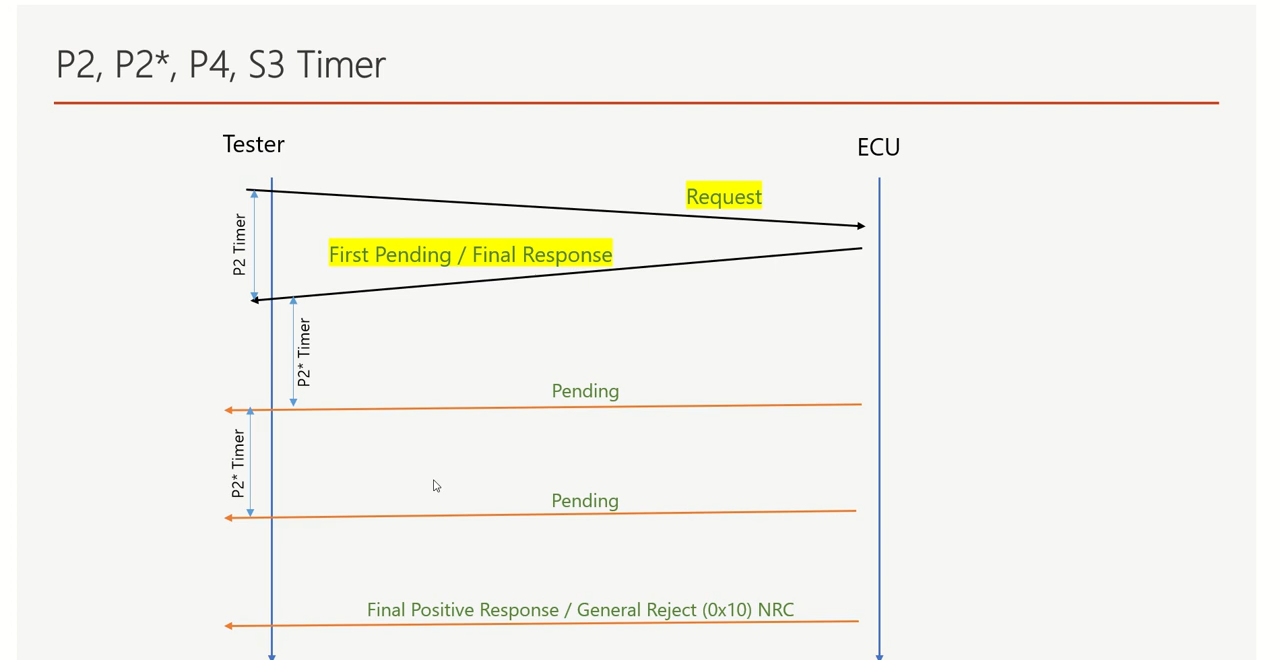 P2, P2*, P4, S3 Timer
Tester
ECU
Request
P2 Timer
First Pending / Final Response
P2* Timer
Pending
P2* Timer
Pending
Final Positive Response / General Reject (0x10) NRC